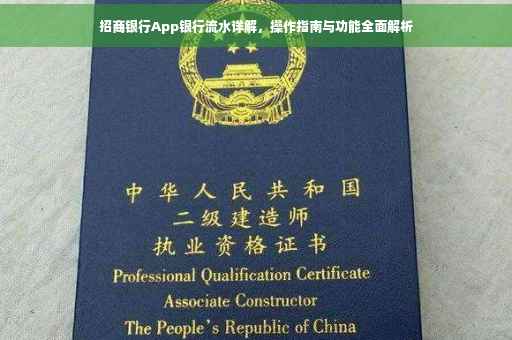 招商银行App银行流水详解，操作指南与功能全面解析
中华人民共和国
二级建造师
执业资格证书
Professional Qualification Certificate
Associate Constructor
The People's Republic of China